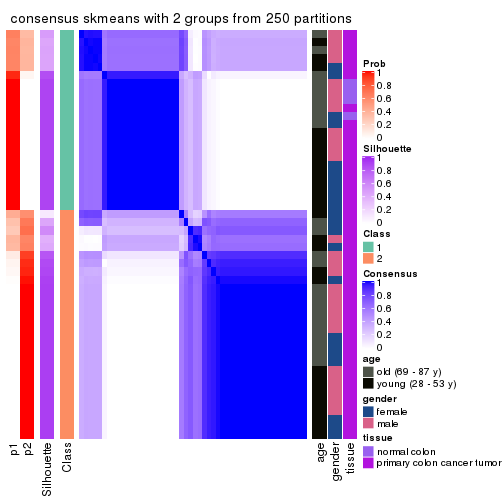 consensus skmeans with 2 groups from 250 partitions
Prob
1
0.8
0.6
0.4
0.2
0
Silhouette
1
0.8
0.6
0.4
0.2
0
Class
1
2
Consensus
1
0.8
0.6
0.4
0.2
0
age
old (69 - 87 y)
young (28 - 53 y)
gender
female
male
tissue
normal colon
primary colon cancer tumor
p1
p2
Silhouette
Class
age
gender
tissue